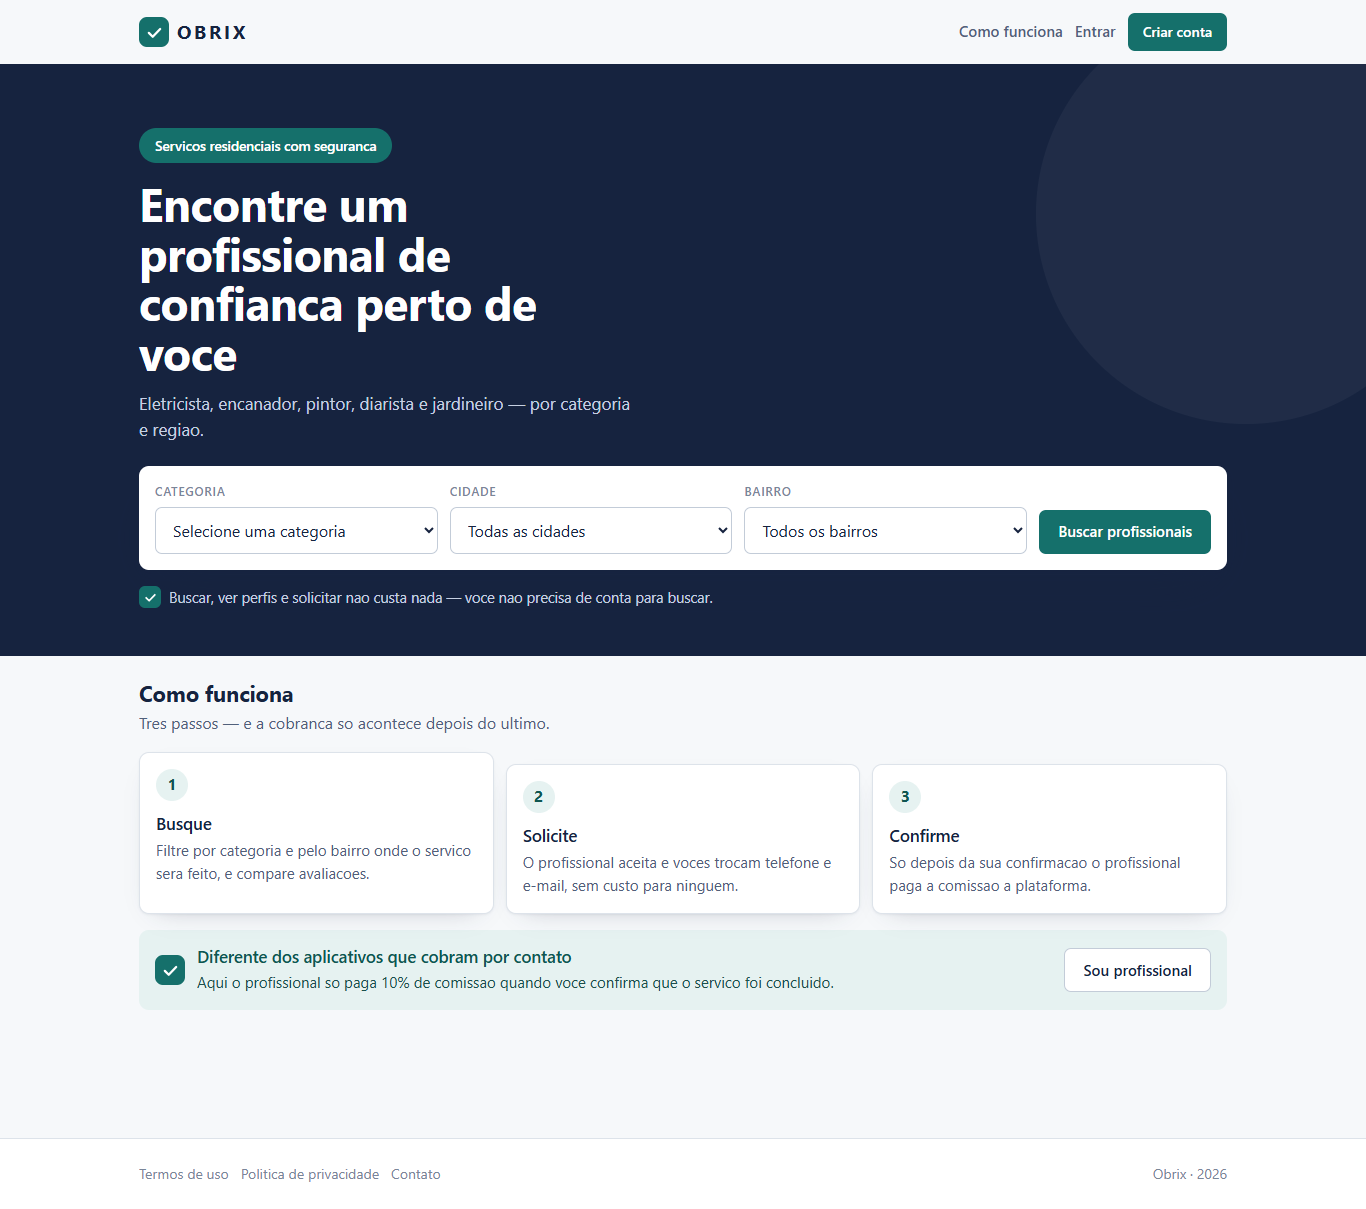 OBRIX
Como funciona
Entrar
Criar conta
Servicos residenciais com seguranca
Encontre um
profissional de
confianca perto de
voce
Eletricista, encanador, pintor, diarista e jardineiro — por categoria
e regiao.
CATEGORIA
CIDADE
BAIRRO
Selecione uma categoria
Todas as cidades
Todos os bairros
Buscar profissionais
Buscar, ver perfis e solicitar nao custa nada — voce nao precisa de conta para buscar.
Como funciona
Tres passos — e a cobranca so acontece depois do ultimo.
1
Busque
Filtre por categoria e pelo bairro onde o servico
sera feito, e compare avaliacoes.
2
Solicite
O profissional aceita e voces trocam telefone e
e-mail, sem custo para ninguem.
3
Confirme
So depois da sua confirmacao o profissional
paga a comissao a plataforma.
Diferente dos aplicativos que cobram por contato
Aqui o profissional so paga 10% de comissao quando voce confirma que o servico foi concluido.
Sou profissional
Termos de uso
Politica de privacidade
Contato
Obrix · 2026